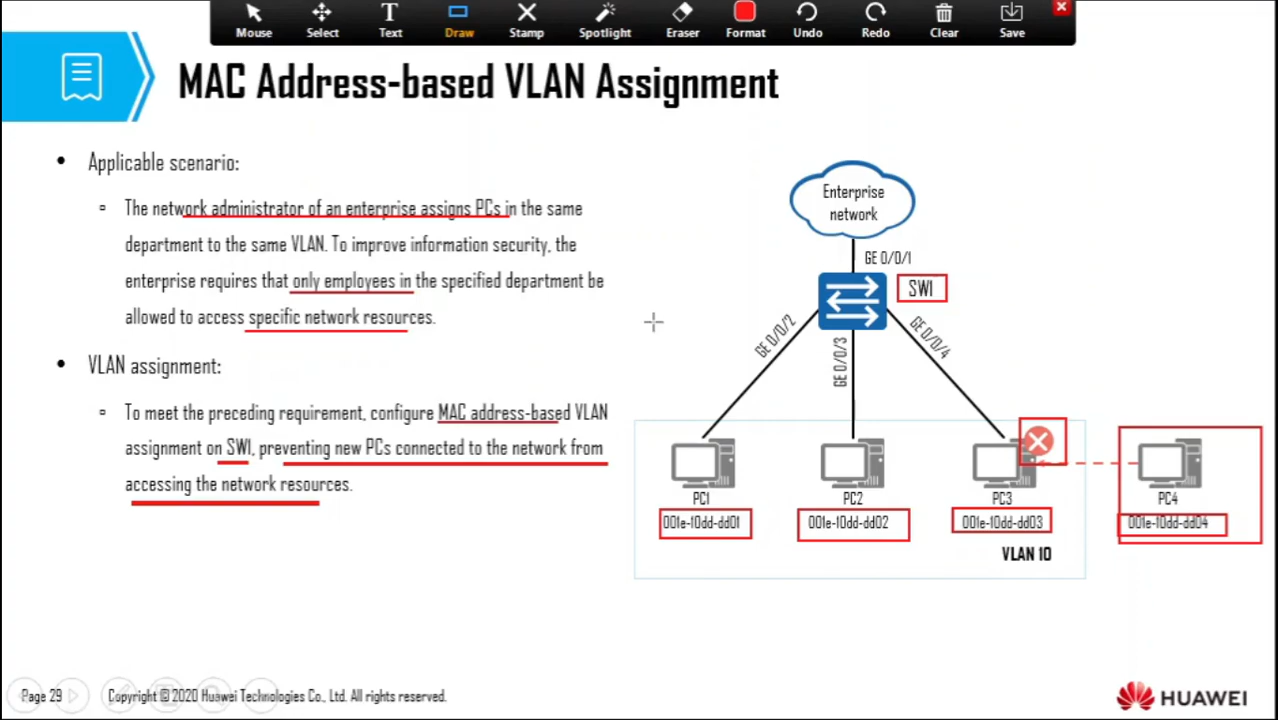 Mouse Select Text Draw Stamp Spotlight Eraser Format Undo Redo Clear Save
MAC Address-based VLAN Assignment
• Applicable scenario:
▫ The network administrator of an enterprise assigns PCs in the same
department to the same VLAN. To improve information security, the
enterprise requires that only employees in the specified department be
allowed to access specific network resources.
• VLAN assignment:
▫ To meet the preceding requirement, configure MAC address-based VLAN
assignment on SW1, preventing new PCs connected to the network from
accessing the network resources.
Enterprise
network
GE 0/0/1
SW1
GE 0/0/2
GE 0/0/3
GE 0/0/4
PC1
PC2
PC3
PC4
001e-10dd-dd01
001e-10dd-dd02
001e-10dd-dd03
001e-10dd-dd04
VLAN 10
Page 29
Copyright © 2020 Huawei Technologies Co., Ltd. All rights reserved.
HUAWEI